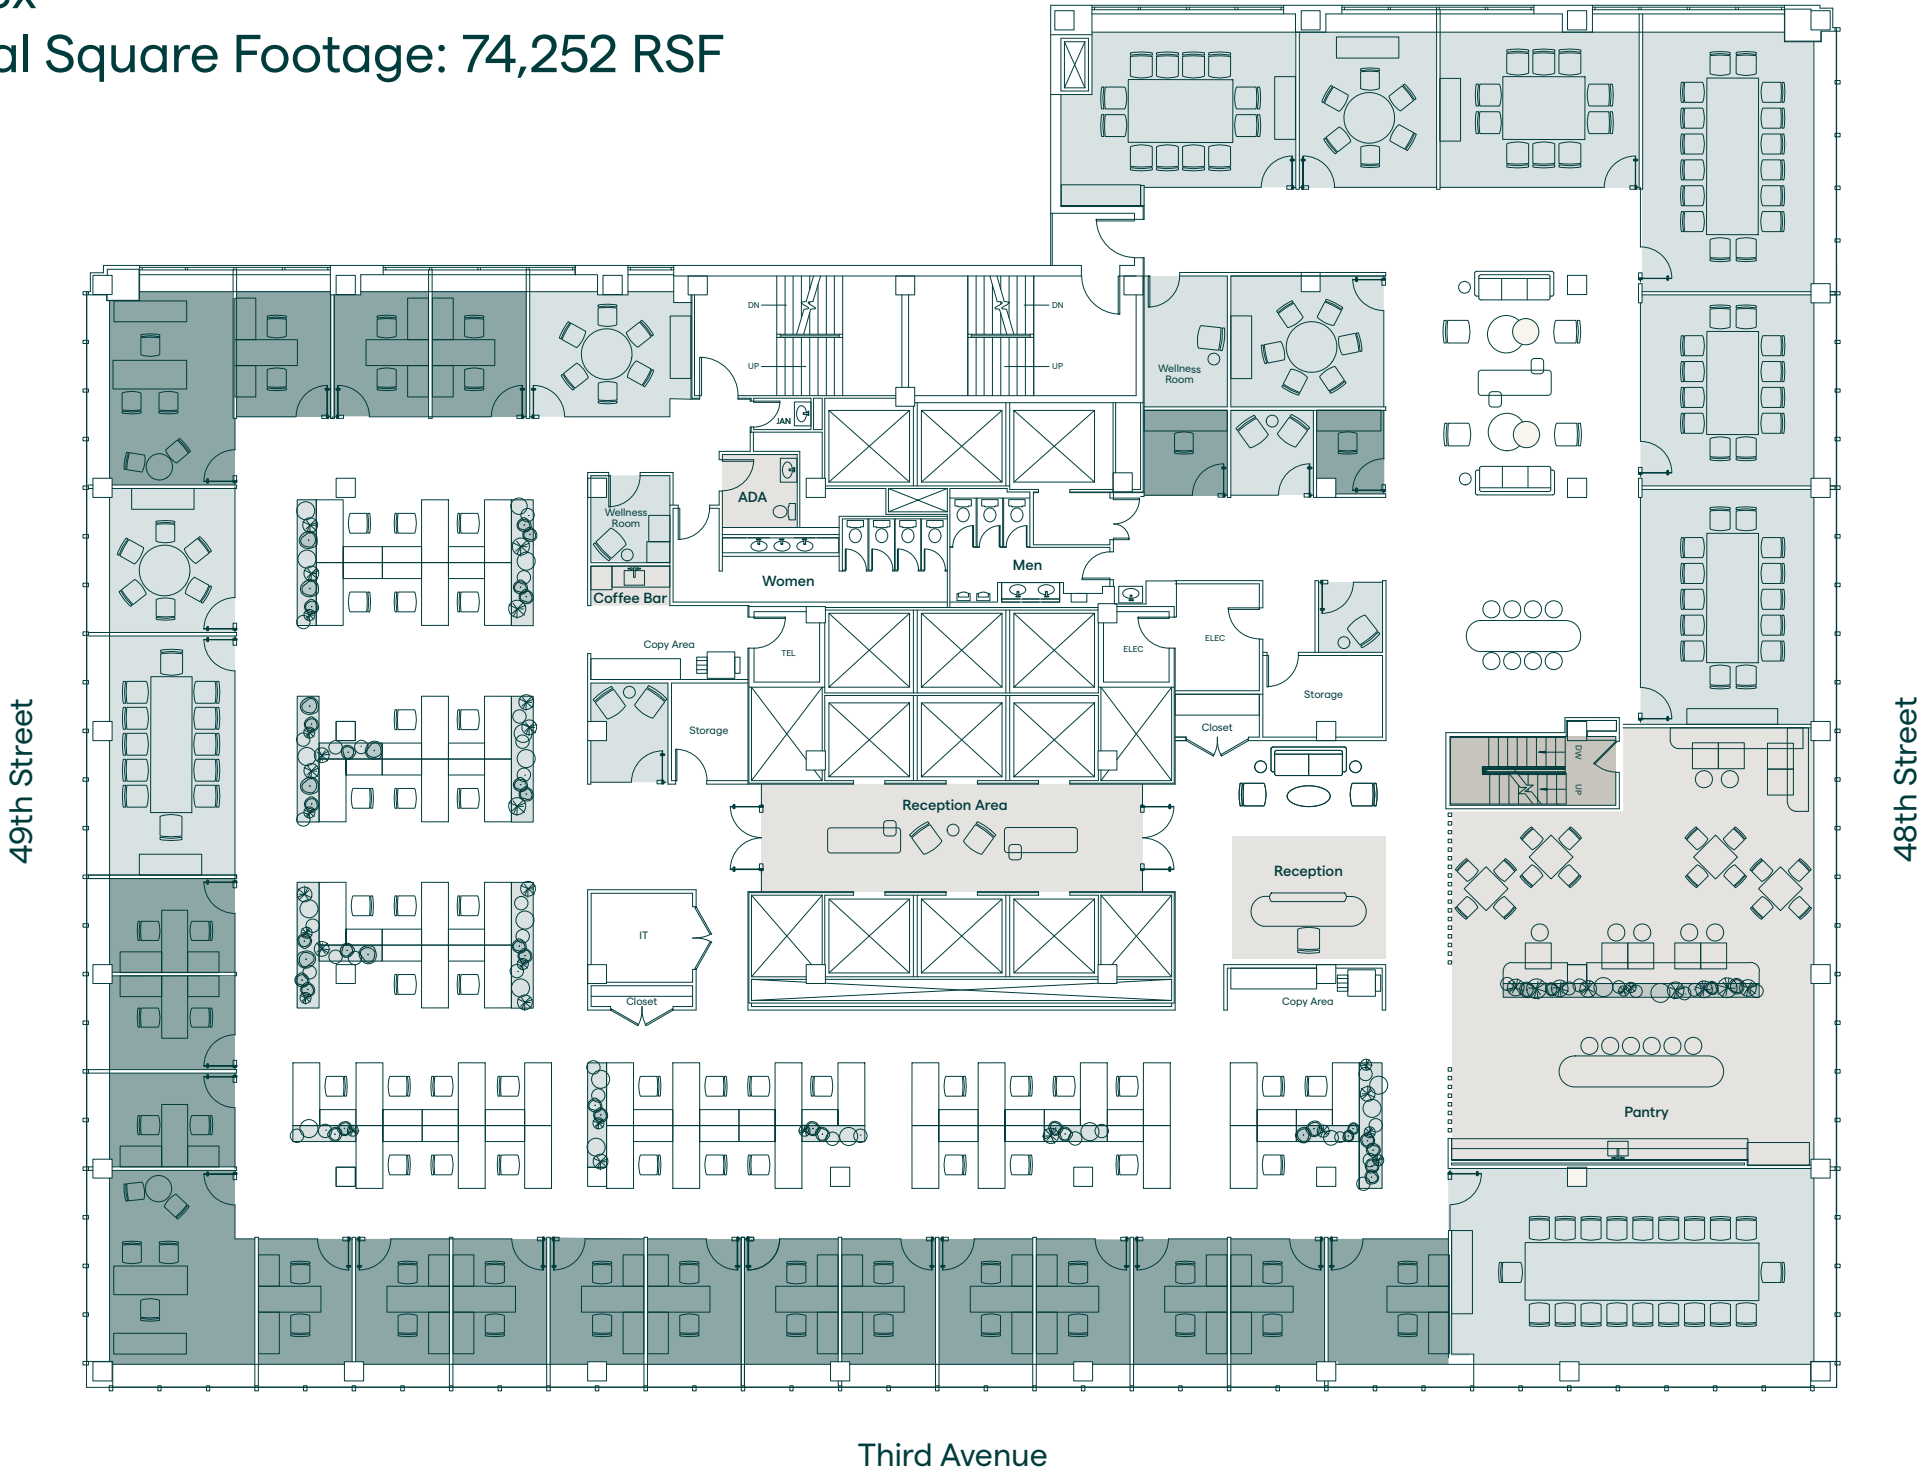 al Square Footage: 74,252 RSF
DN
DN
UP
UP
Wellness
Room
JAN
ADA
Wellness
Room
Men
Women
Coffee Bar
ELEC
Copy Area
TEL
ELEC
Storage
Storage
Closet
49th Street
48th Street
DW
UP
Reception Area
Reception
IT
Closet
Copy Area
Pantry
Third Avenue